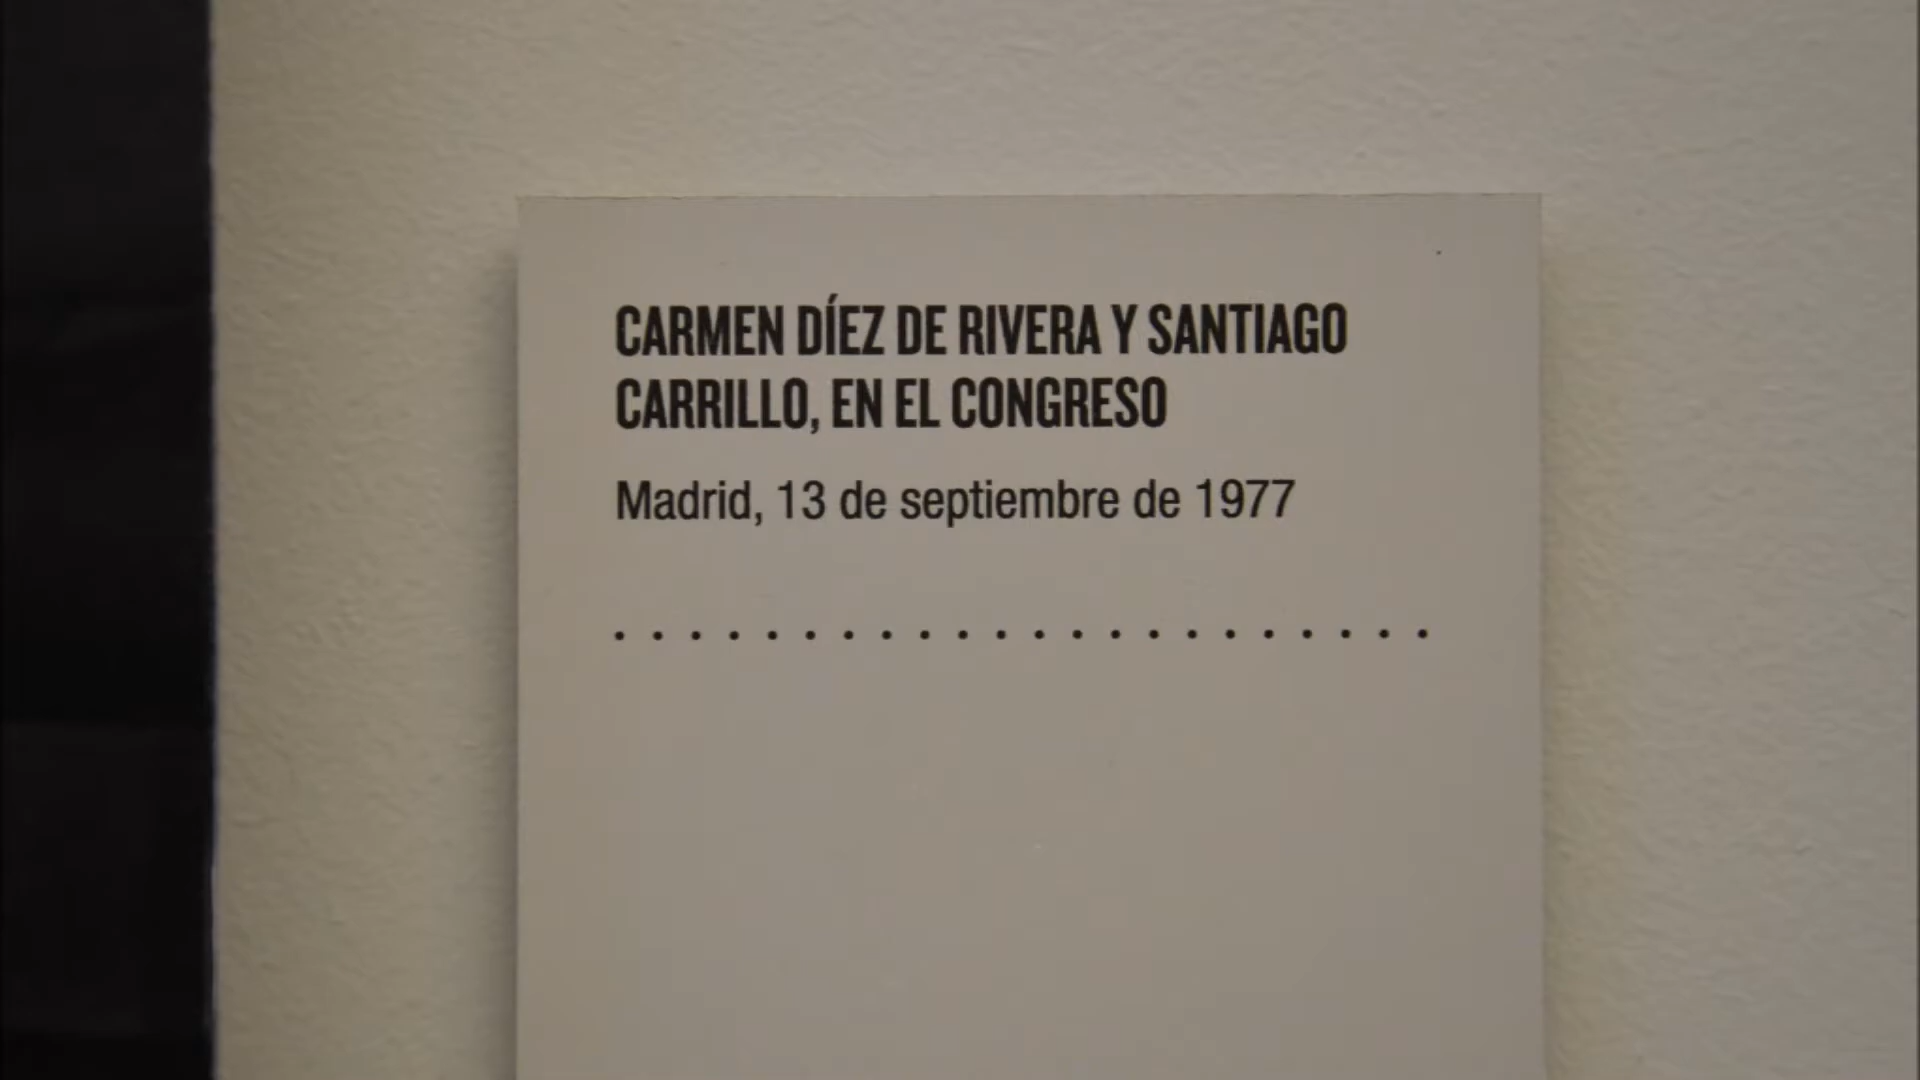 CARMEN DÍEZ DE RIVERA Y SANTIAGO
CARRILLO, EN EL CONGRESO
Madrid, 13 de septiembre de 1977